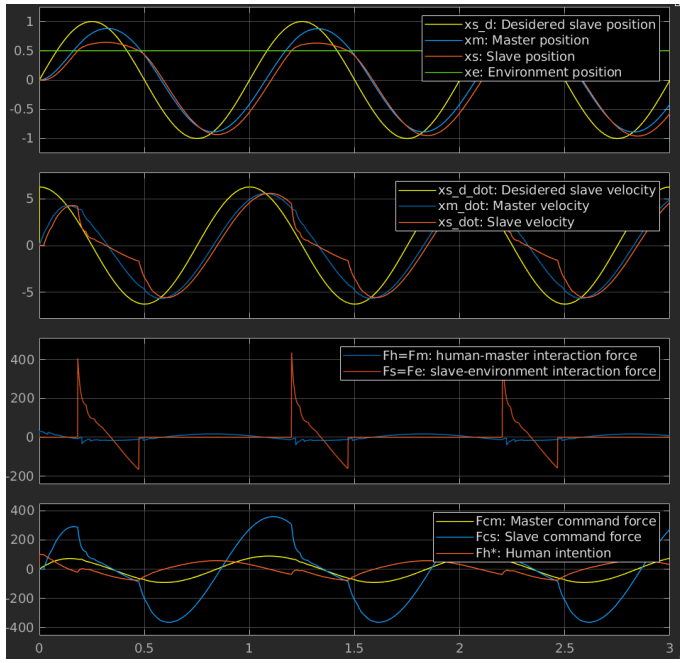 1
0.5
0
-0.5
-1
xs_d: Desidered slave position
xm: Master position
xs: Slave position
xe: Environment position
5
0
-5
xs_d_dot: Desidered slave velocity
xm_dot: Master velocity
xs_dot: Slave velocity
400
200
0
-200
Fh=Fm: human-master interaction force
Fs=Fe: slave-environment interaction force
400
200
0
-200
-400
Fcm: Master command force
Fcs: Slave command force
Fh*: Human intention
0 0.5 1 1.5 2 2.5 3